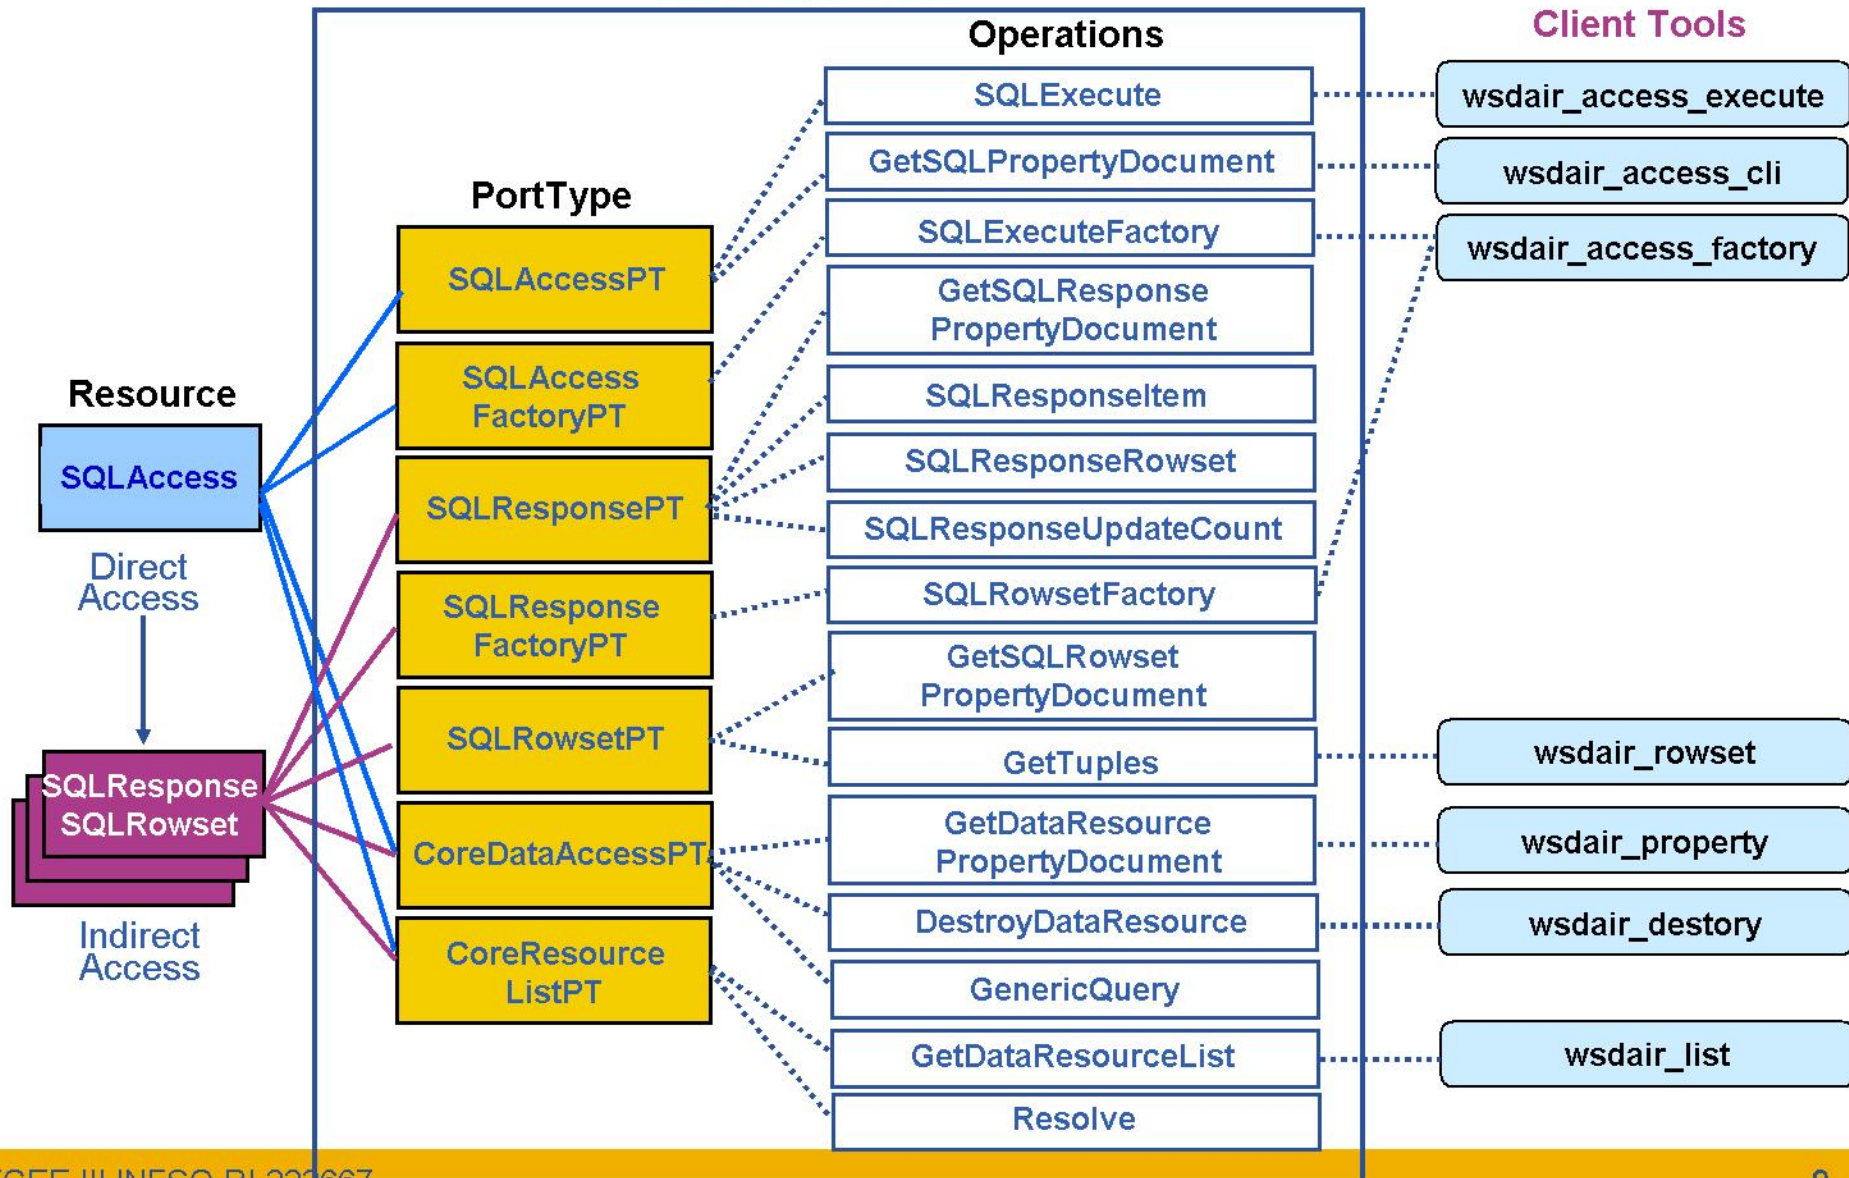 Operations
Client Tools
SQLExecute
wsdair_access_execute
GetSQLPropertyDocument
wsdair_access_cli
PortType
SQLExecuteFactory
wsdair_access_factory
SQLAccessPT
GetSQLResponse
PropertyDocument
Resource
SQLAccess
FactoryPT
SQLResponseItem
SQLAccess
SQLResponseRowset
SQLResponsePT
SQLResponseUpdateCount
Direct
Access
SQLResponse
FactoryPT
SQLRowsetFactory
GetSQLRowset
PropertyDocument
SQLRowsetPT
GetTuples
wsdair_rowset
SQLResponse
SQLRowset
CoreDataAccessPT
GetDataResource
PropertyDocument
wsdair_property
Indirect
Access
DestroyDataResource
wsdair_destory
CoreResource
ListPT
GenericQuery
GetDataResourceList
wsdair_list
Resolve